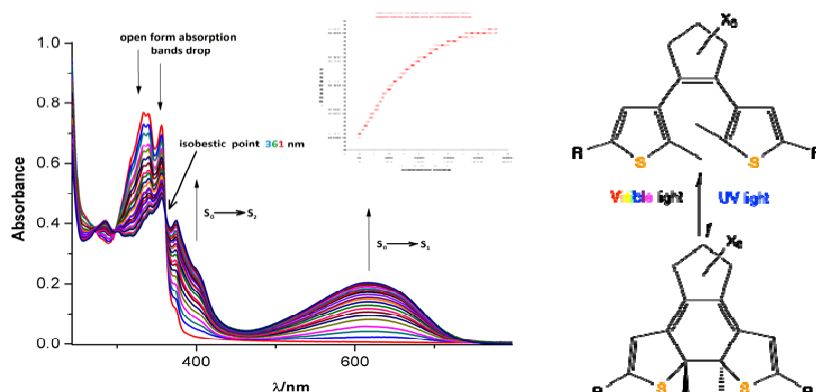 open form absorption
bands drop
isobestic point 361 nm
S₀ S₂
S₀ S₁
1.0
0.8
0.6
0.4
0.2
0.0
Absorbance
400
600
λ/nm
X₆
R
S
S
R
Visible light
UV light
X₆
R
S
S
R